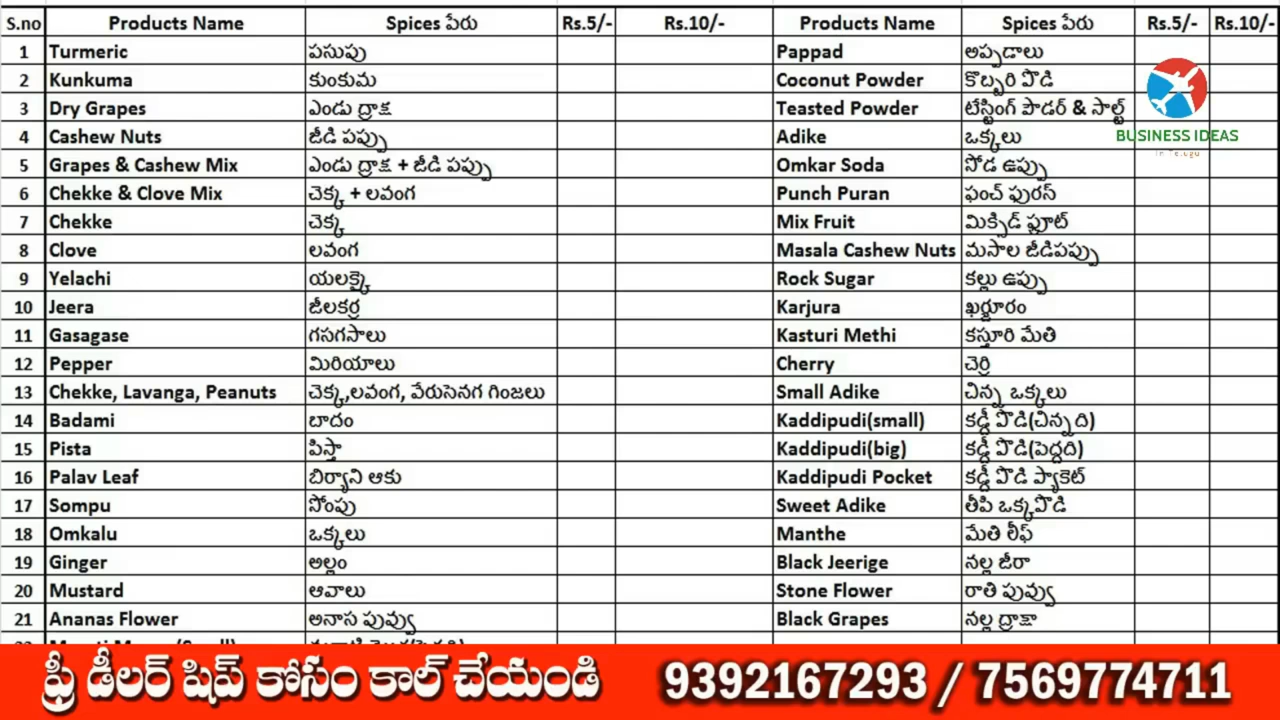 S.no Products Name Spices పేరు Rs.5/- Rs.10/- Products Name Spices పేరు Rs.5/- Rs.10/-
1 Turmeric పసుపు Pappad అప్పడాలు
2 Kunkuma కుంకుమ Coconut Powder కొబ్బరి పొడి
3 Dry Grapes ఎండు ద్రాక్ష Teasted Powder టేస్టింగ్ పౌడర్ & సాల్ట్
4 Cashew Nuts జీడి పప్పు Adike ఒక్కలు
BUSINESS IDEAS
In Telugu
5 Grapes & Cashew Mix ఎండు ద్రాక్ష + జీడి పప్పు Omkar Soda సోడ ఉప్పు
6 Chekke & Clove Mix చెక్క + లవంగ Punch Puran ఫంచ్ ఫురన్
7 Chekke చెక్క Mix Fruit మిక్సిడ్ ఫ్లూట్
8 Clove లవంగ Masala Cashew Nuts మసాల జీడిపప్పు
9 Yelachi యలక్కై Rock Sugar కల్లు ఉప్పు
10 Jeera జీలకర్ర Karjura ఖర్జూరం
11 Gasagase గసగసాలు Kasturi Methi కస్తూరి మేతి
12 Pepper మిరియాలు Cherry చెర్రి
13 Chekke, Lavanga, Peanuts చెక్క,లవంగ, వేరుసెనగ గింజలు Small Adike చిన్న ఒక్కలు
14 Badami బాదం Kaddipudi(small) కడ్డీ పొడి(చిన్నది)
15 Pista పిస్తా Kaddipudi(big) కడ్డీ పొడి(పెద్దది)
16 Palav Leaf బిర్యాని ఆకు Kaddipudi Pocket కడ్డీ పొడి ప్యాకెట్
17 Sompu సోంపు Sweet Adike తీపి ఒక్కపొడి
18 Omkalu ఒక్కలు Manthe మేతి లీఫ్
19 Ginger అల్లం Black Jeerige నల్ల జీరా
20 Mustard ఆవాలు Stone Flower రాతి పువ్వు
21 Ananas Flower అనాస పువ్వు Black Grapes నల్ల ద్రాక్షా
ఫ్రీ డీలర్ షిప్ కోసం కాల్ చేయండి 9392167293 / 7569774711